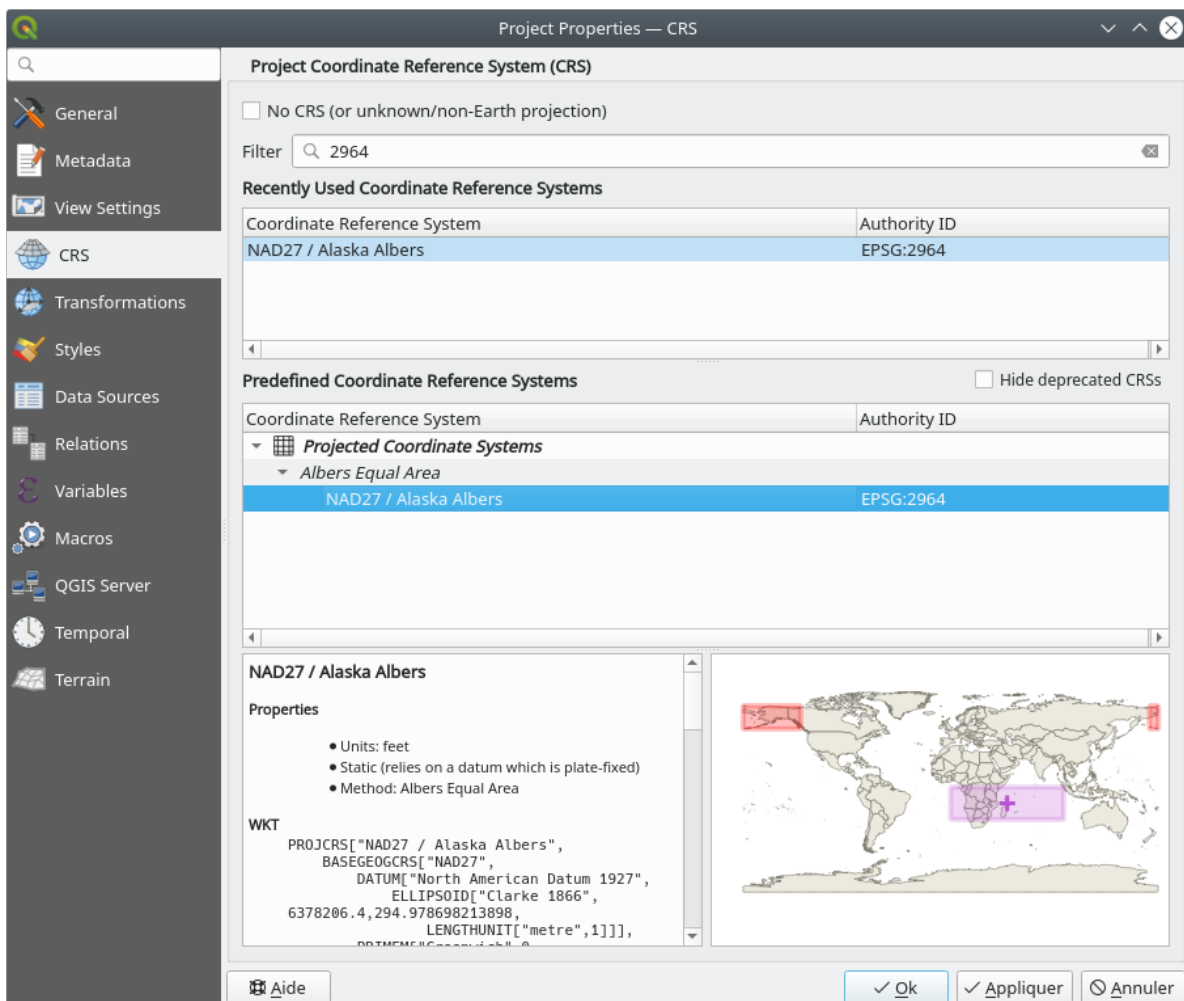 Project Properties — CRS
General
Metadata
View Settings
CRS
Transformations
Styles
Data Sources
Relations
Variables
Macros
QGIS Server
Temporal
Terrain
Project Coordinate Reference System (CRS)
No CRS (or unknown/non-Earth projection)
Filter 2964
Recently Used Coordinate Reference Systems
Coordinate Reference System Authority ID
NAD27 / Alaska Albers EPSG:2964
Predefined Coordinate Reference Systems Hide deprecated CRSs
Coordinate Reference System Authority ID
Projected Coordinate Systems
Albers Equal Area
NAD27 / Alaska Albers EPSG:2964
NAD27 / Alaska Albers
Properties
• Units: feet
• Static (relies on a datum which is plate-fixed)
• Method: Albers Equal Area
WKT
PROJCRS["NAD27 / Alaska Albers",
BASEGEOGCRS["NAD27",
DATUM["North American Datum 1927",
ELLIPSOID["Clarke 1866",
6378206.4,294.978698213898,
LENGTHUNIT["metre",1]]],
PRIMEM["Greenwich",0,
Aide
Ok Appliquer Annuler